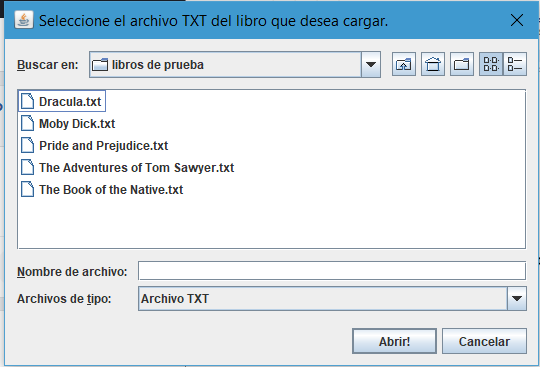 Seleccione el archivo TXT del libro que desea cargar.
Buscar en: libros de prueba
Dracula.txt
Moby Dick.txt
Pride and Prejudice.txt
The Adventures of Tom Sawyer.txt
The Book of the Native.txt
Nombre de archivo:
Archivos de tipo: Archivo TXT
Abrir! Cancelar